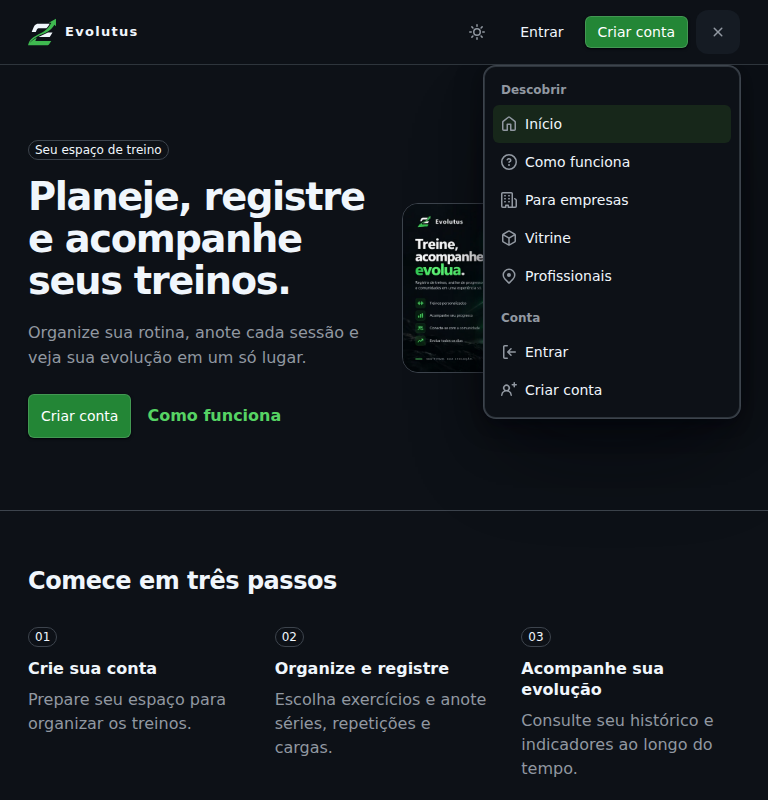 Evolutus
Entrar
Criar conta
Descobrir
Início
Como funciona
Para empresas
Vitrine
Profissionais
Conta
Entrar
Criar conta
Seu espaço de treino
Planeje, registre
e acompanhe
seus treinos.
Organize sua rotina, anote cada sessão e
veja sua evolução em um só lugar.
Criar conta
Como funciona
Evolutus
Treine,
acompanhe
evolua.
Comece em três passos
01
Crie sua conta
Prepare seu espaço para
organizar os treinos.
02
Organize e registre
Escolha exercícios e anote
séries, repetições e
cargas.
03
Acompanhe sua
evolução
Consulte seu histórico e
indicadores ao longo do
tempo.